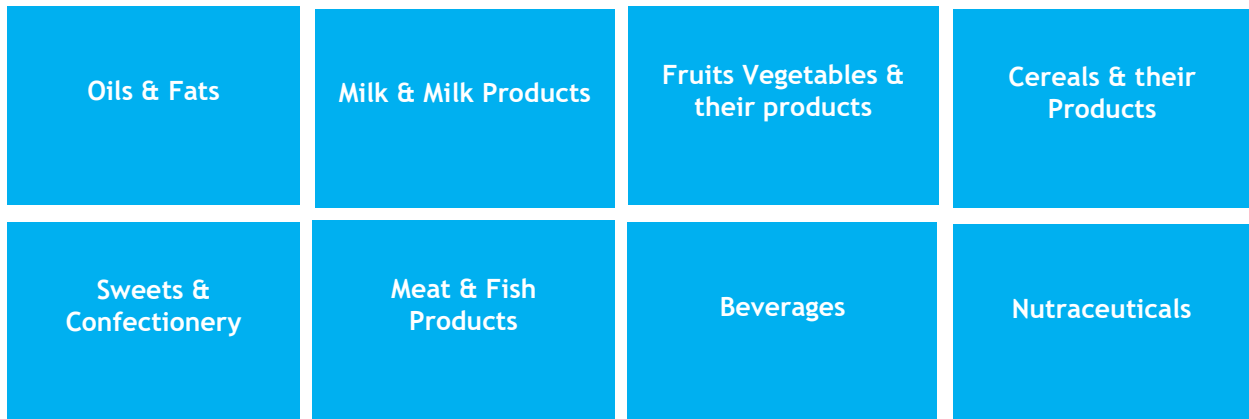 Oils & Fats
Milk & Milk Products
Fruits Vegetables &
their products
Cereals & their
Products
Sweets &
Confectionery
Meat & Fish
Products
Beverages
Nutraceuticals